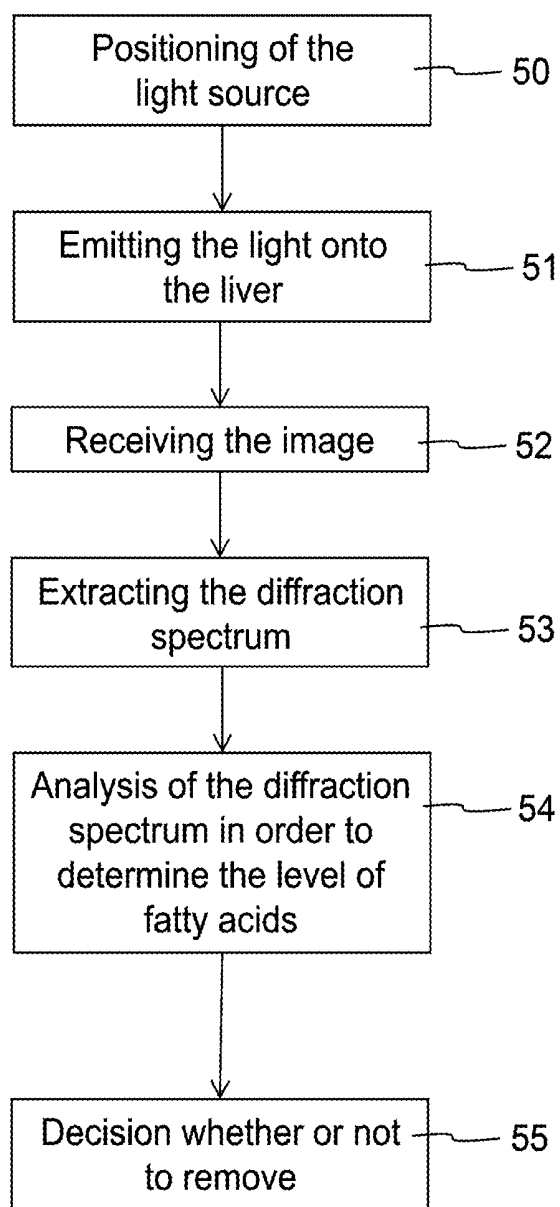 Positioning of the
light source
50
Emitting the light onto
the liver
51
Receiving the image
52
Extracting the diffraction
spectrum
53
Analysis of the diffraction
spectrum in order to
determine the level of
fatty acids
54
Decision whether or not
to remove
55